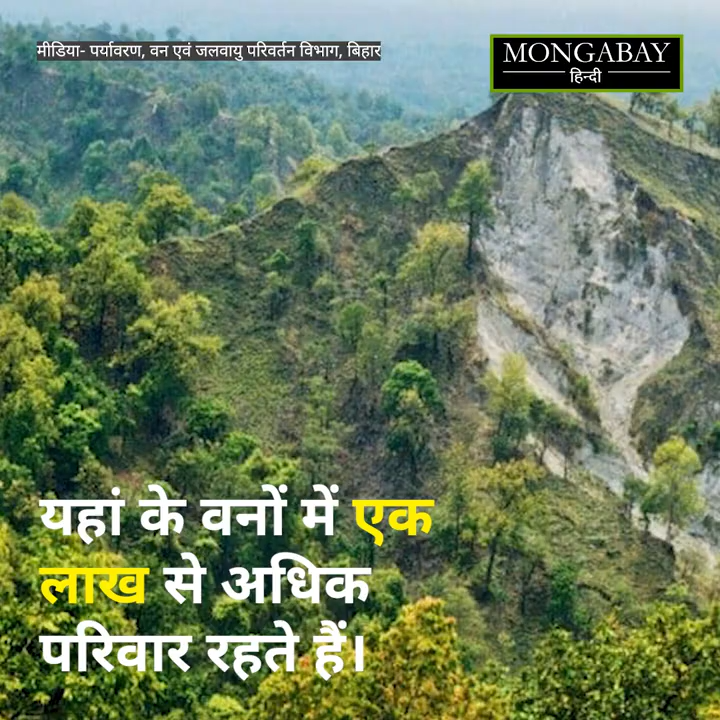 मीडिया- पर्यावरण, वन एवं जलवायु परिवर्तन विभाग, बिहार
MONGABAY
हिन्दी
यहां के वनों में एक
लाख से अधिक
परिवार रहते हैं।